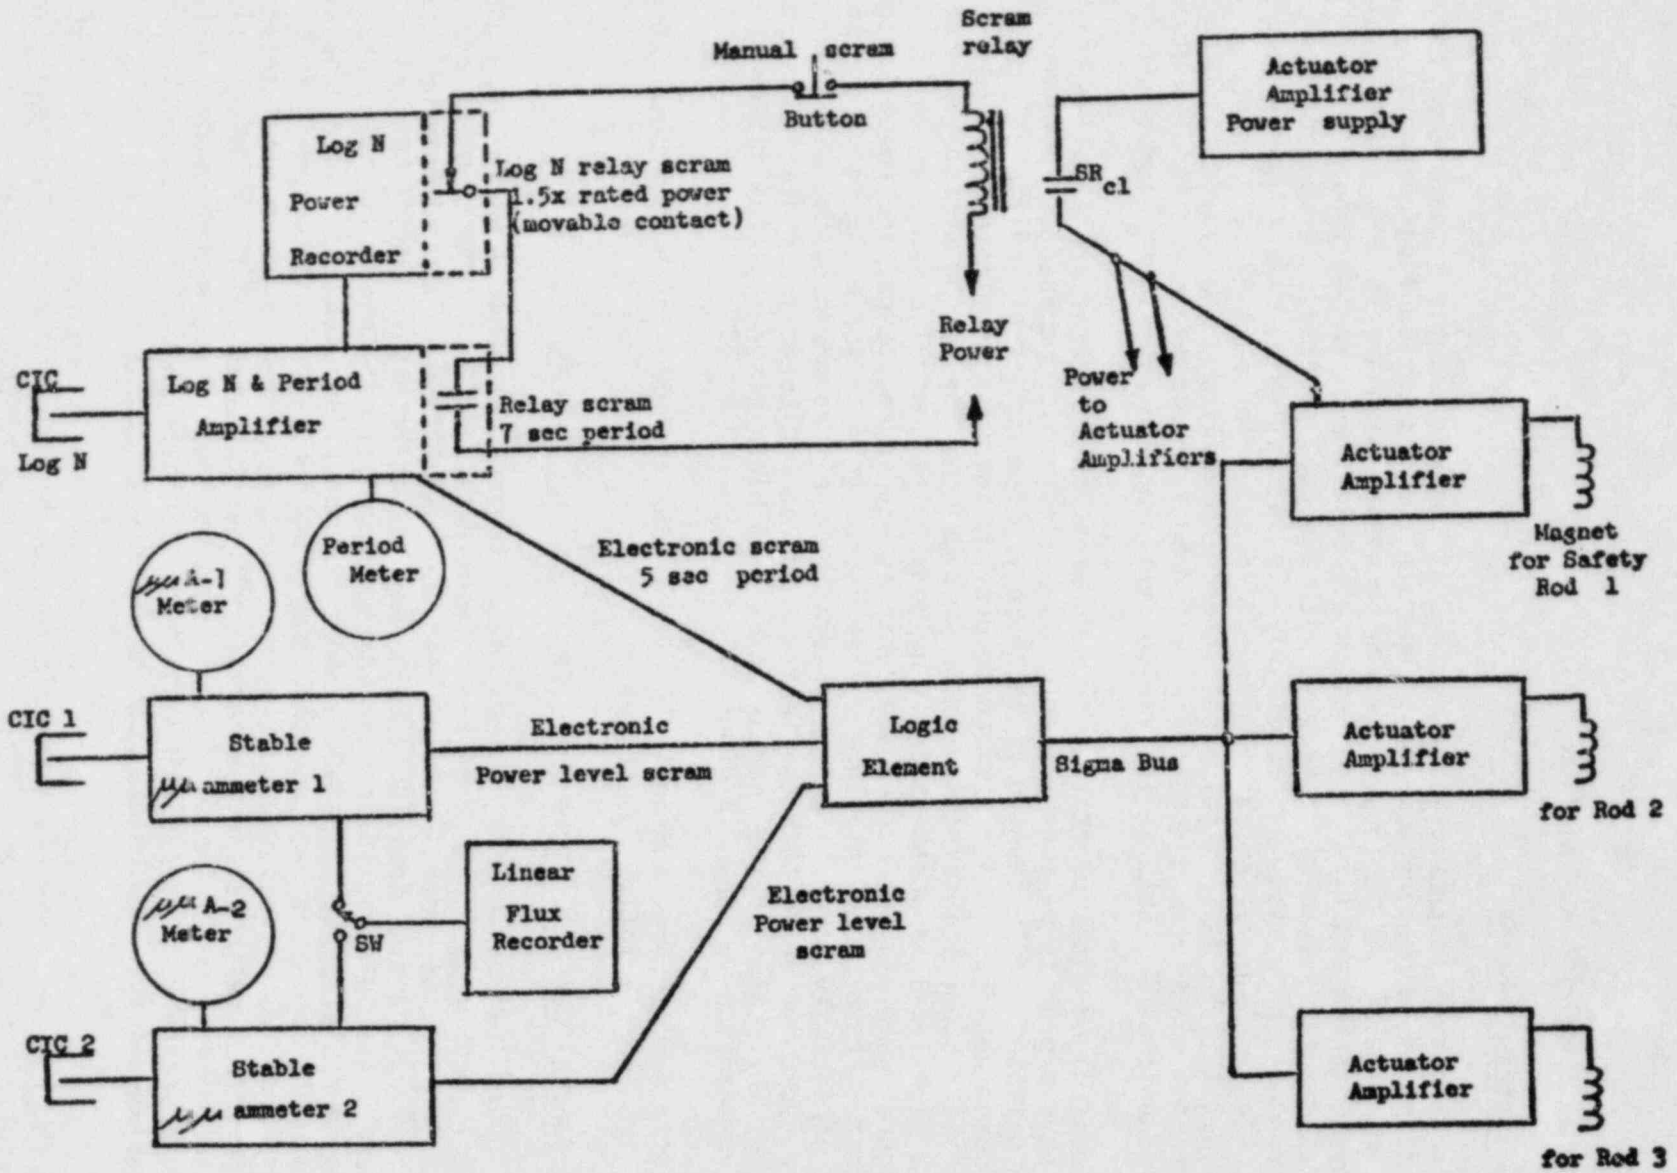 Scram
relay
Manual scram
Button
Actuator
Amplifier
Power supply
Log N
Power
Recorder
Log N relay scram
1.5x rated power
(movable contact)
SR cl
Relay
Power
CIC
Log N
Log N & Period
Amplifier
Relay scram
7 sec period
Power
to
Actuator
Amplifiers
Actuator
Amplifier
Magnet
for Safety
Rod 1
Period
Meter
Electronic scram
5 sec period
μμ A-1
Meter
CIC 1
Stable
μμ ammeter 1
Electronic
Power level scram
Logic
Element
Sigma Bus
Actuator
Amplifier
for Rod 2
μμ A-2
Meter
SW
Linear
Flux
Recorder
Electronic
Power level
scram
CIC 2
Stable
μμ ammeter 2
Actuator
Amplifier
for Rod 3